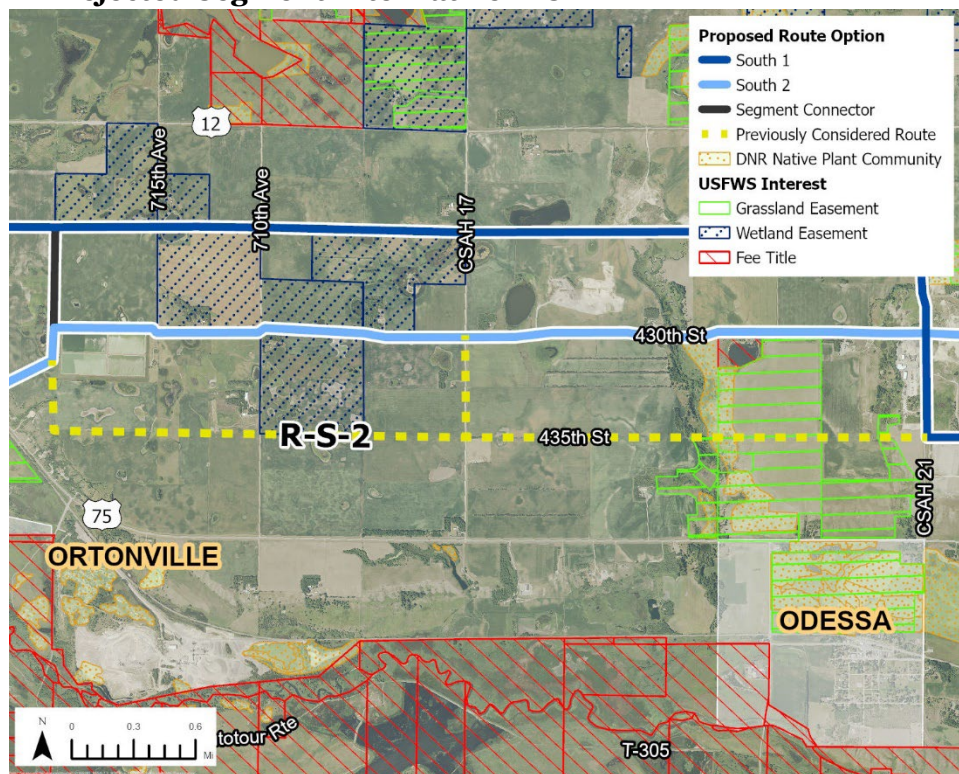 Proposed Route Option
South 1
South 2
Segment Connector
Previously Considered Route
DNR Native Plant Community
USFWS Interest
Grassland Easement
Wetland Easement
Fee Title
12
715th Ave
710th Ave
CSAH 17
430th St
R-S-2
435th St
CSAH 21
75
ORTONVILLE
ODESSA
N
0 0.3 0.6
Mi
totour Rte
T-305